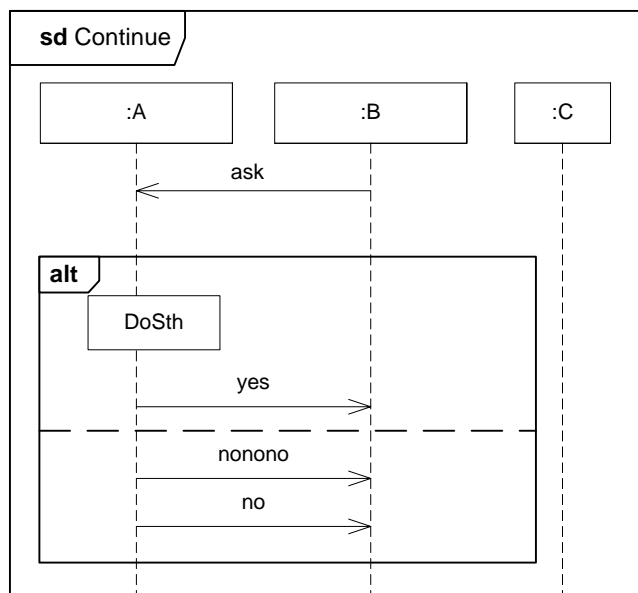 sd Continue
:A
:B
:C
ask
alt
DoSth
yes
nonono
no